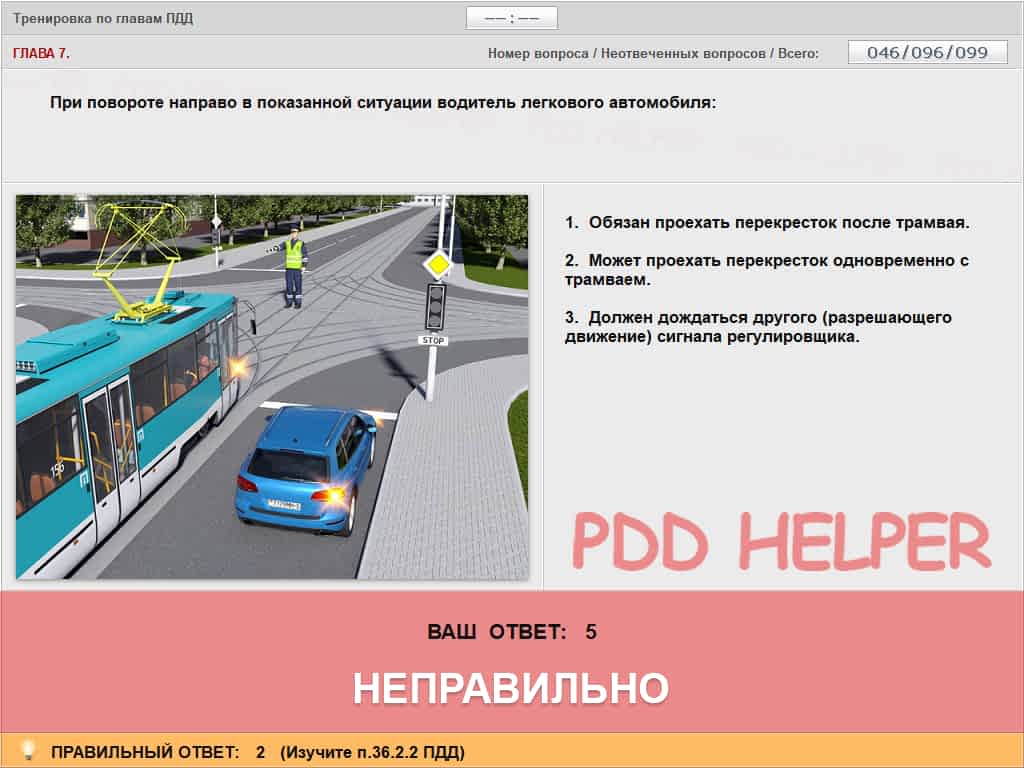 Тренировка по главам ПДД
—— : ——
ГЛАВА 7.
Номер вопроса / Неотвеченных вопросов / Всего:
046/096/099
При повороте направо в показанной ситуации водитель легкового автомобиля:
1. Обязан проехать перекресток после трамвая.
2. Может проехать перекресток одновременно с
трамваем.
3. Должен дождаться другого (разрешающего
движение) сигнала регулировщика.
STOP
156
PDD HELPER
ВАШ ОТВЕТ: 5
НЕПРАВИЛЬНО
ПРАВИЛЬНЫЙ ОТВЕТ: 2 (Изучите п.36.2.2 ПДД)